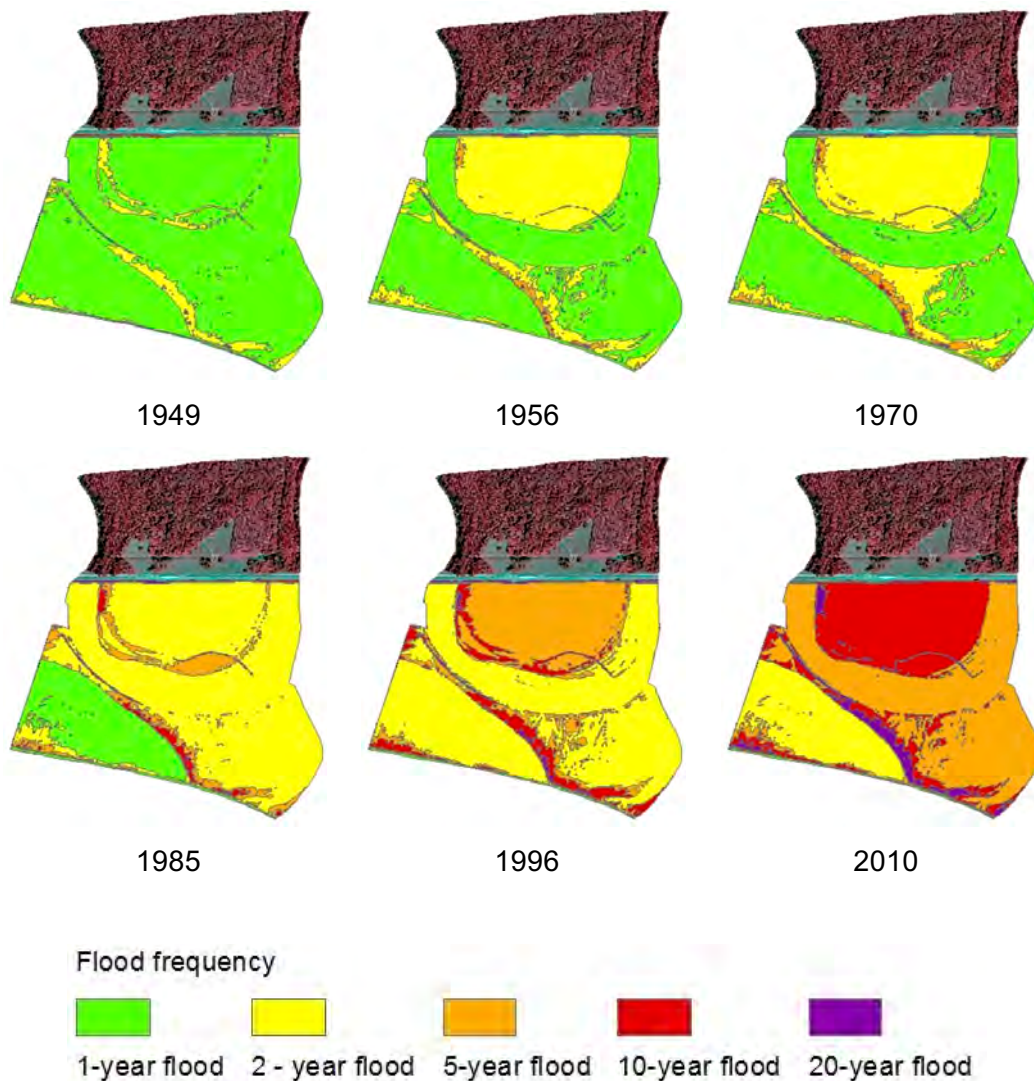 1949 1956 1970
1985 1996 2010
Flood frequency
1-year flood 2 - year flood 5-year flood 10-year flood 20-year flood